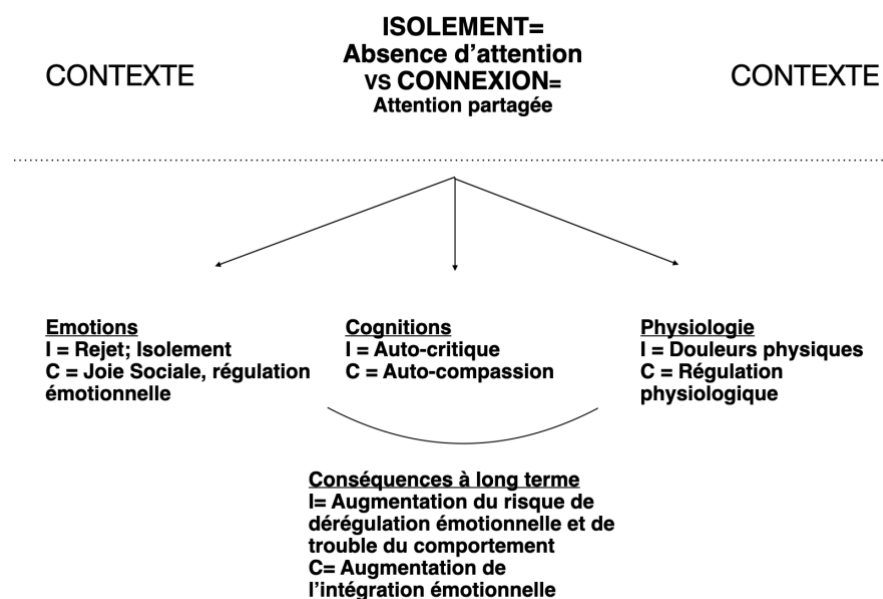 ISOLEMENT=
Absence d'attention
VS CONNEXION=
Attention partagée
CONTEXTE
CONTEXTE
Emotions
I = Rejet; Isolement
C = Joie Sociale, régulation
émotionnelle
Cognitions
I = Auto-critique
C = Auto-compassion
Physiologie
I = Douleurs physiques
C = Régulation
physiologique
Conséquences à long terme
I= Augmentation du risque de
dérégulation émotionnelle et de
trouble du comportement
C= Augmentation de
l'intégration émotionnelle